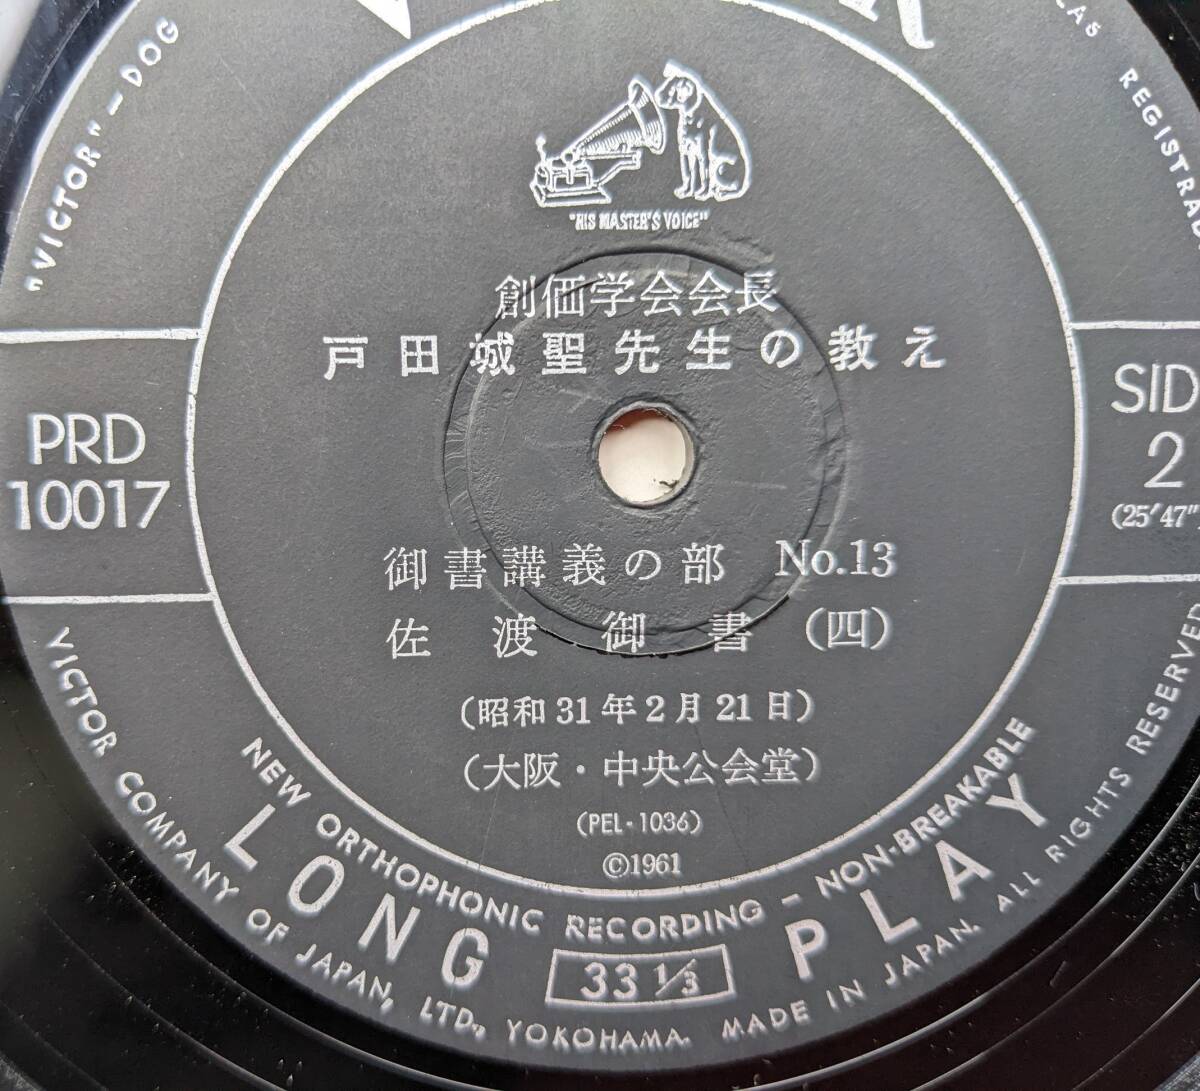 "VICTOR" – DOG
REGISTRAD
"HIS MASTER'S VOICE"
創価学会会長
戸田城聖先生の教え
PRD
10017
SID
2
(25′47″
御書講義の部 No.13
佐渡御書(四)
(昭和31年2月21日)
(大阪・中央公会堂)
(PEL-1036)
©1961
NEW ORTHOPHONIC RECORDING – NON-BREAKABLE
LONG 33 1/3 PLAY
VICTOR COMPANY OF JAPAN, LTD., YOKOHAMA. MADE IN JAPAN. ALL RIGHTS RESERVED